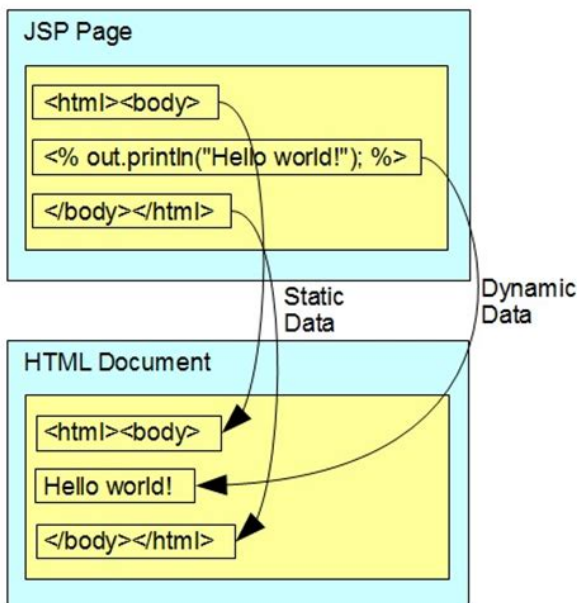 JSP Page
<html><body>
<% out.println("Hello world!"); %>
</body></html>
Static
Data
Dynamic
Data
HTML Document
<html><body>
Hello world!
</body></html>